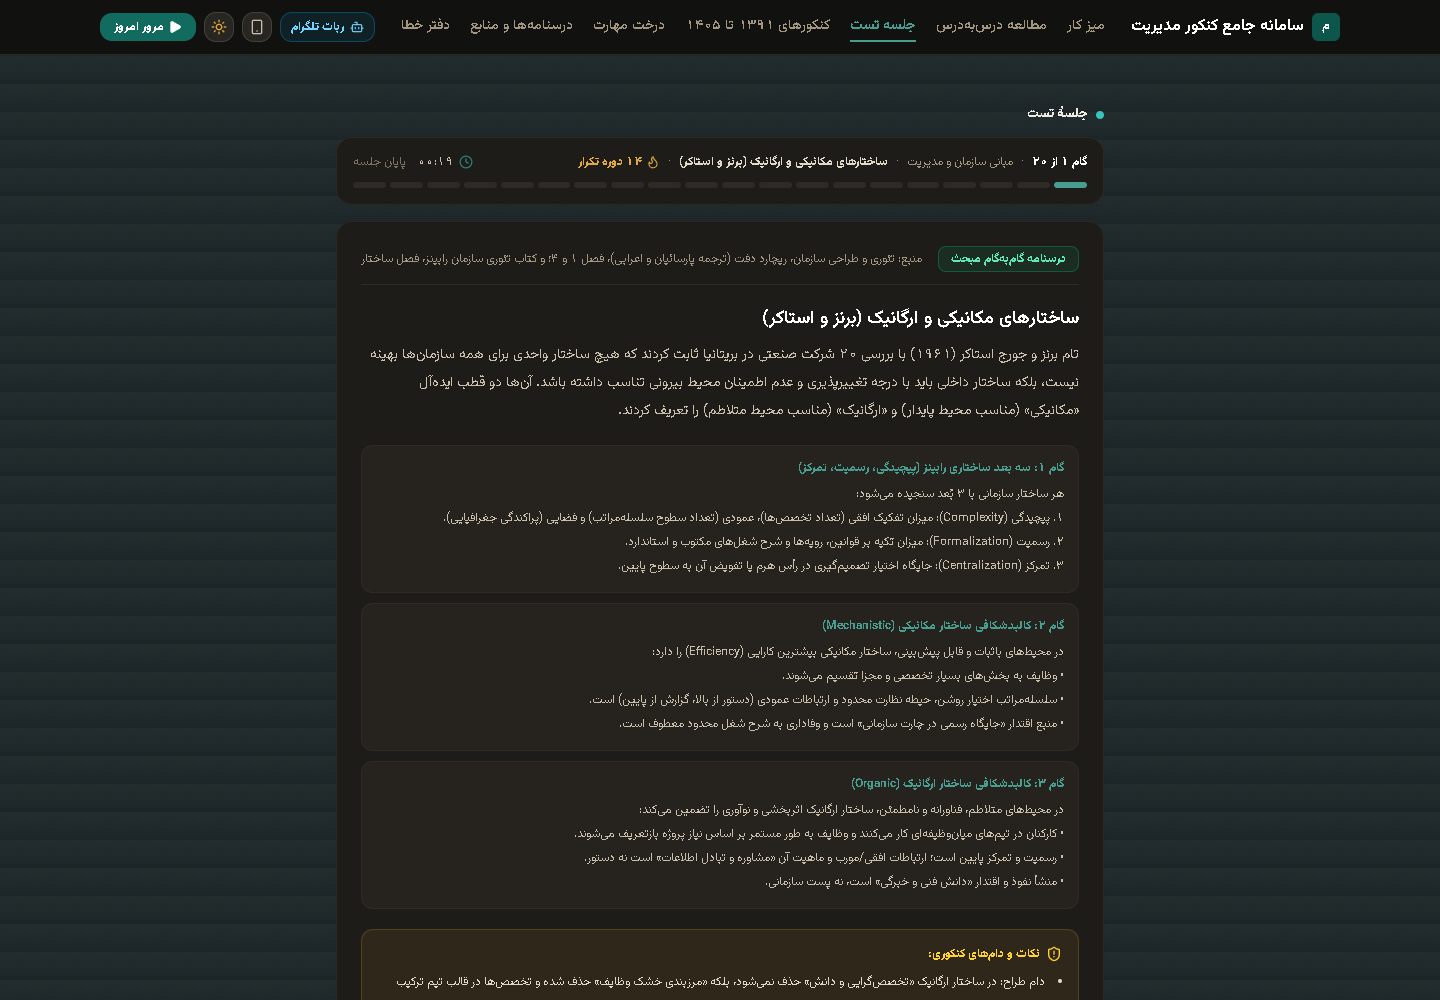 م
سامانه جامع کنکور مدیریت
میز کار
مطالعه درس‌به‌درس
جلسه تست
کنکورهای ۱۳۹۱ تا ۱۴۰۵
درخت مهارت
درسنامه‌ها و منابع
دفتر خطا
ربات تلگرام
مرور امروز
جلسهٔ تست
گام ۱ از ۲۰ · مبانی سازمان و مدیریت · ساختارهای مکانیکی و ارگانیک (برنز و استاکر) · ۱۴ دوره تکرار
۰۰:۱۹
پایان جلسه
درسنامه گام‌به‌گام مبحث
منبع: تئوری و طراحی سازمان، ریچارد دفت (ترجمه پارسائیان و اعرابی)، فصل ۱ و ۴؛ و کتاب تئوری سازمان رابینز، فصل ساختار
ساختارهای مکانیکی و ارگانیک (برنز و استاکر)
تام برنز و جورج استاکر (۱۹۶۱) با بررسی ۲۰ شرکت صنعتی در بریتانیا ثابت کردند که هیچ ساختار واحدی برای همه سازمان‌ها بهینه
نیست، بلکه ساختار داخلی باید با درجه تغییرپذیری و عدم اطمینان محیط بیرونی تناسب داشته باشد. آن‌ها دو قطب ایده‌آل
«مکانیکی» (مناسب محیط پایدار) و «ارگانیک» (مناسب محیط متلاطم) را تعریف کردند.
گام ۱: سه بعد ساختاری رابینز (پیچیدگی، رسمیت، تمرکز)
هر ساختار سازمانی با ۳ بُعد سنجیده می‌شود:
۱. پیچیدگی (Complexity): میزان تفکیک افقی (تعداد تخصص‌ها)، عمودی (تعداد سطوح سلسله‌مراتب) و فضایی (پراکندگی جغرافیایی).
۲. رسمیت (Formalization): میزان تکیه بر قوانین، رویه‌ها و شرح شغل‌های مکتوب و استاندارد.
۳. تمرکز (Centralization): جایگاه اختیار تصمیم‌گیری در رأس هرم یا تفویض آن به سطوح پایین.
گام ۲: کالبدشکافی ساختار مکانیکی (Mechanistic)
در محیط‌های باثبات و قابل پیش‌بینی، ساختار مکانیکی بیشترین کارایی (Efficiency) را دارد:
• وظایف به بخش‌های بسیار تخصصی و مجزا تقسیم می‌شوند.
• سلسله‌مراتب اختیار روشن، حیطه نظارت محدود و ارتباطات عمودی (دستور از بالا، گزارش از پایین) است.
• منبع اقتدار «جایگاه رسمی در چارت سازمانی» است و وفاداری به شرح شغل محدود معطوف است.
گام ۳: کالبدشکافی ساختار ارگانیک (Organic)
در محیط‌های متلاطم، فناورانه و نامطمئن، ساختار ارگانیک اثربخشی و نوآوری را تضمین می‌کند:
• کارکنان در تیم‌های میان‌وظیفه‌ای کار می‌کنند و وظایف به طور مستمر بر اساس نیاز پروژه بازتعریف می‌شوند.
• رسمیت و تمرکز پایین است؛ ارتباطات افقی/مورب و ماهیت آن «مشاوره و تبادل اطلاعات» است نه دستور.
• منشأ نفوذ و اقتدار «دانش فنی و خبرگی» است، نه پست سازمانی.
نکات و دام‌های کنکوری:
• دام طراح: در ساختار ارگانیک «تخصص‌گرایی و دانش» حذف نمی‌شود، بلکه «مرزبندی خشک وظایف» حذف شده و تخصص‌ها در قالب تیم ترکیب